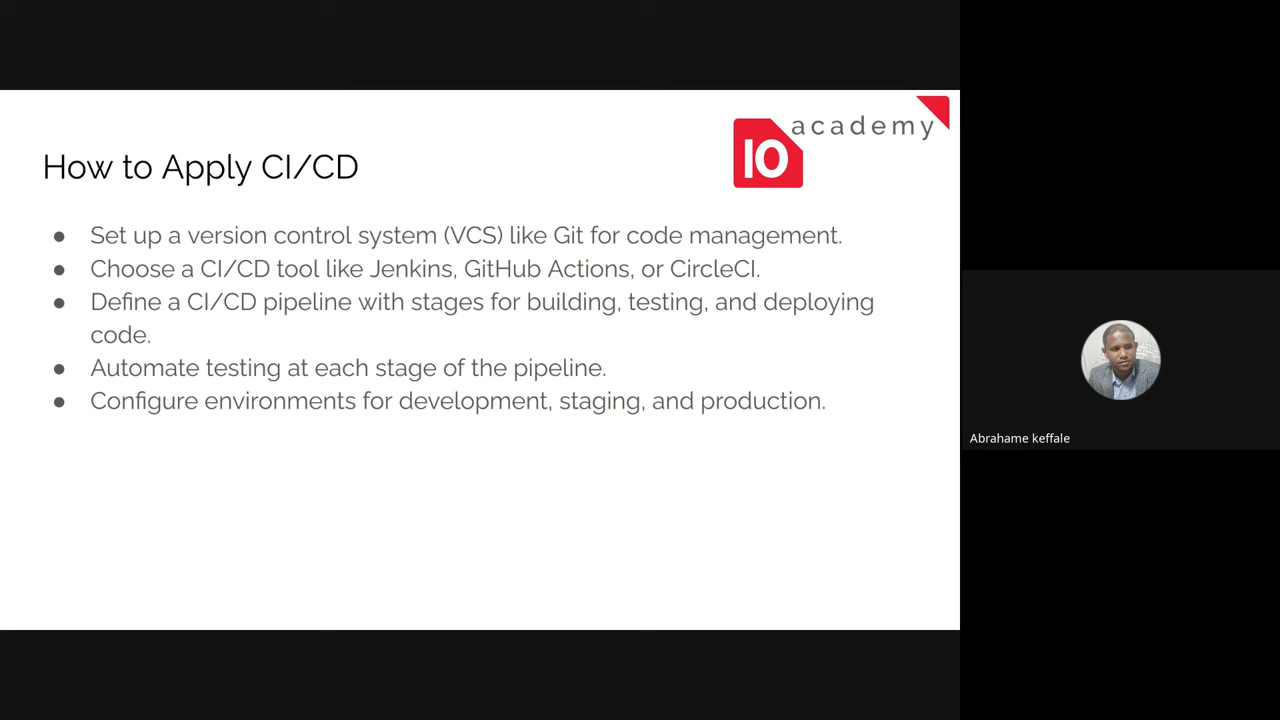 10 academy
How to Apply CI/CD
● Set up a version control system (VCS) like Git for code management.
● Choose a CI/CD tool like Jenkins, GitHub Actions, or CircleCI.
● Define a CI/CD pipeline with stages for building, testing, and deploying
code.
● Automate testing at each stage of the pipeline.
● Configure environments for development, staging, and production.
Abrahame keffale